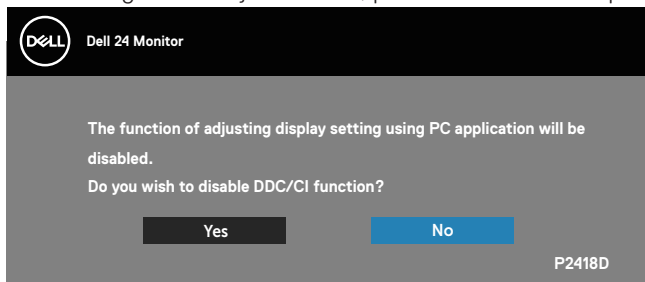 DELL
Dell 24 Monitor
The function of adjusting display setting using PC application will be
disabled.
Do you wish to disable DDC/CI function?
Yes
No
P2418D